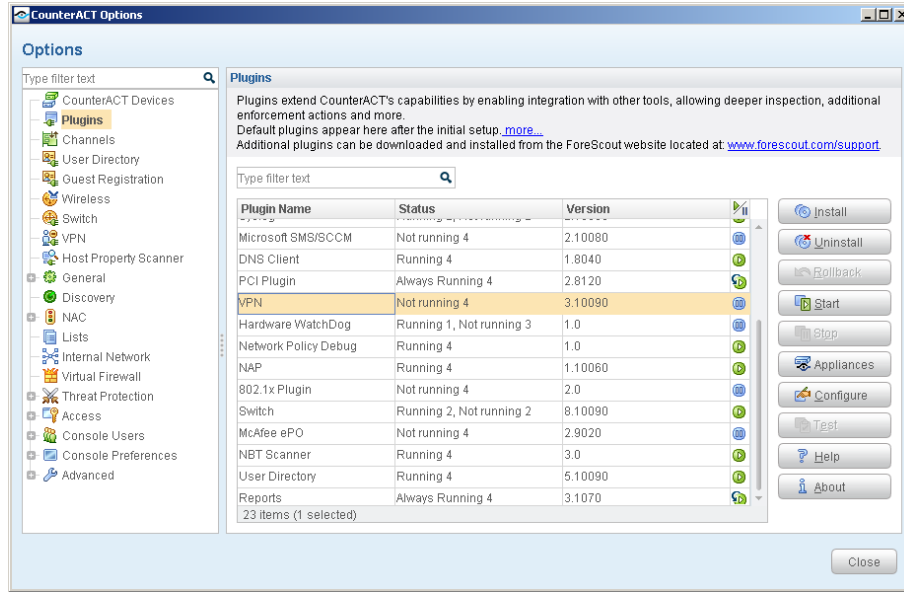 CounterACT Options
Options
Type filter text
CounterACT Devices
Plugins
Channels
User Directory
Guest Registration
Wireless
Switch
VPN
Host Property Scanner
General
Discovery
NAC
Lists
Internal Network
Virtual Firewall
Threat Protection
Access
Console Users
Console Preferences
Advanced
Plugins
Plugins extend CounterACT's capabilities by enabling integration with other tools, allowing deeper inspection, additional
enforcement actions and more.
Default plugins appear here after the initial setup. more...
Additional plugins can be downloaded and installed from the ForeScout website located at: www.forescout.com/support.
Type filter text
Plugin Name Status Version
Microsoft SMS/SCCM Not running 4 2.10080
DNS Client Running 4 1.8040
PCI Plugin Always Running 4 2.8120
VPN Not running 4 3.10090
Hardware WatchDog Running 1, Not running 3 1.0
Network Policy Debug Running 4 1.0
NAP Running 4 1.10060
802.1x Plugin Not running 4 2.0
Switch Running 2, Not running 2 8.10090
McAfee ePO Not running 4 2.9020
NBT Scanner Running 4 3.0
User Directory Running 4 5.10090
Reports Always Running 4 3.1070
23 items (1 selected)
Install
Uninstall
Rollback
Start
Stop
Appliances
Configure
Test
Help
About
Close